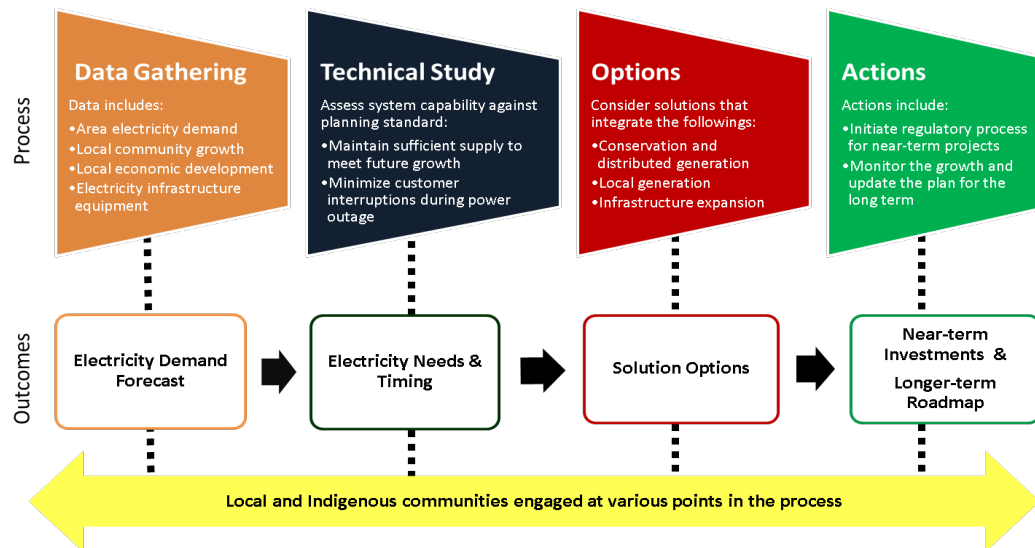 Process
Data Gathering
Data includes:
•Area electricity demand
•Local community growth
•Local economic development
•Electricity infrastructure
equipment
Technical Study
Assess system capability against
planning standard:
•Maintain sufficient supply to
meet future growth
•Minimize customer
interruptions during power
outage
Options
Consider solutions that
integrate the followings:
•Conservation and
distributed generation
•Local generation
•Infrastructure expansion
Actions
Actions include:
•Initiate regulatory process
for near-term projects
•Monitor the growth and
update the plan for the
long term
Outcomes
Electricity Demand
Forecast
Electricity Needs &
Timing
Solution Options
Near-term
Investments &
Longer-term
Roadmap
Local and Indigenous communities engaged at various points in the process